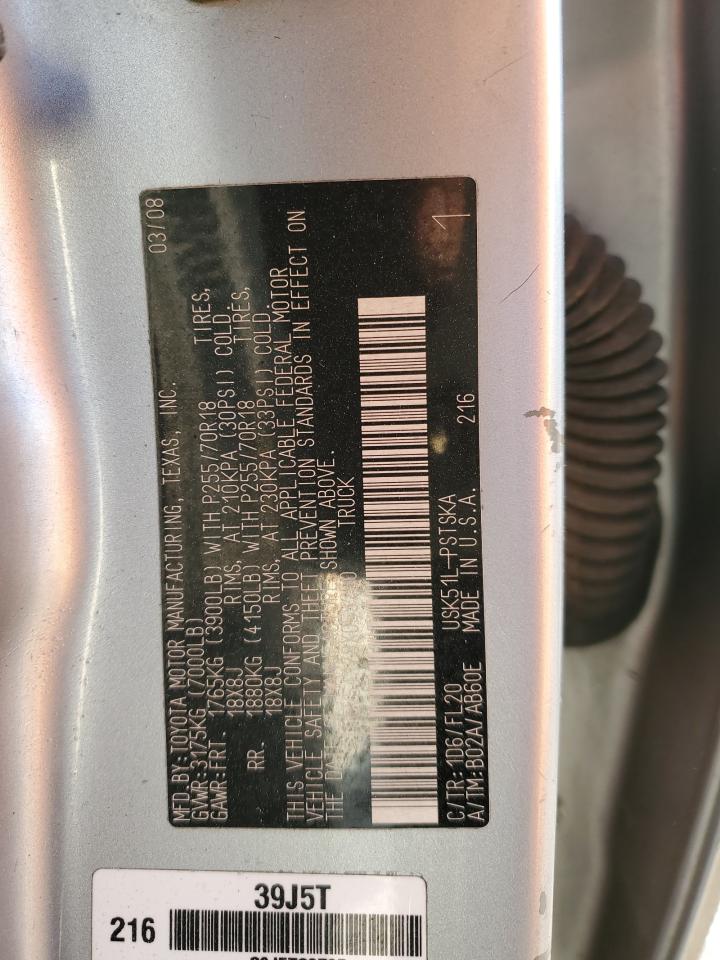 MFD.BY:TOYOTA MOTOR MANUFACTURING, TEXAS, INC. 03/08
GVWR:3175KG (7000LB)
GAWR:FRT 1765KG (3900LB) WITH P255/70R18 TIRES,
18X8J RIMS, AT 210KPA (30PSI) COLD.
RR. 1880KG (4150LB) WITH P255/70R18 TIRES,
18X8J RIMS, AT 230KPA (33PSI) COLD.
THIS VEHICLE CONFORMS TO ALL APPLICABLE FEDERAL MOTOR
VEHICLE SAFETY AND THEFT PREVENTION STANDARDS IN EFFECT ON
THE DATE SHOWN ABOVE.
TRUCK
1
C/TR:1D6/FL20 USK51L-PSTSKA 216
A/TM:B02A/AB60E MADE IN U.S.A.
39J5T
216